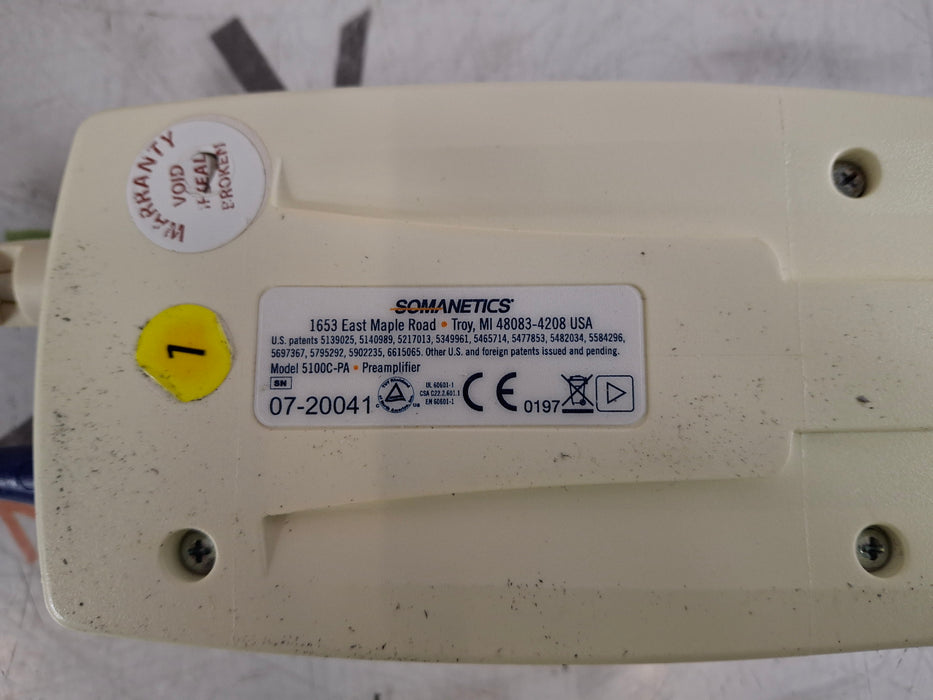 WARRANTY
VOID
IF SEAL
BROKEN
1
SOMANETICS
1653 East Maple Road • Troy, MI 48083-4208 USA
U.S. patents 5139025, 5140989, 5217013, 5349961, 5465714, 5477853, 5482034, 5584296,
5697367, 5795292, 5902235, 6615065. Other U.S. and foreign patents issued and pending.
Model 5100C-PA • Preamplifier
SN
07-20041
UL 60601-1
CSA C22.2.601.1
EN 60601-1
CE 0197